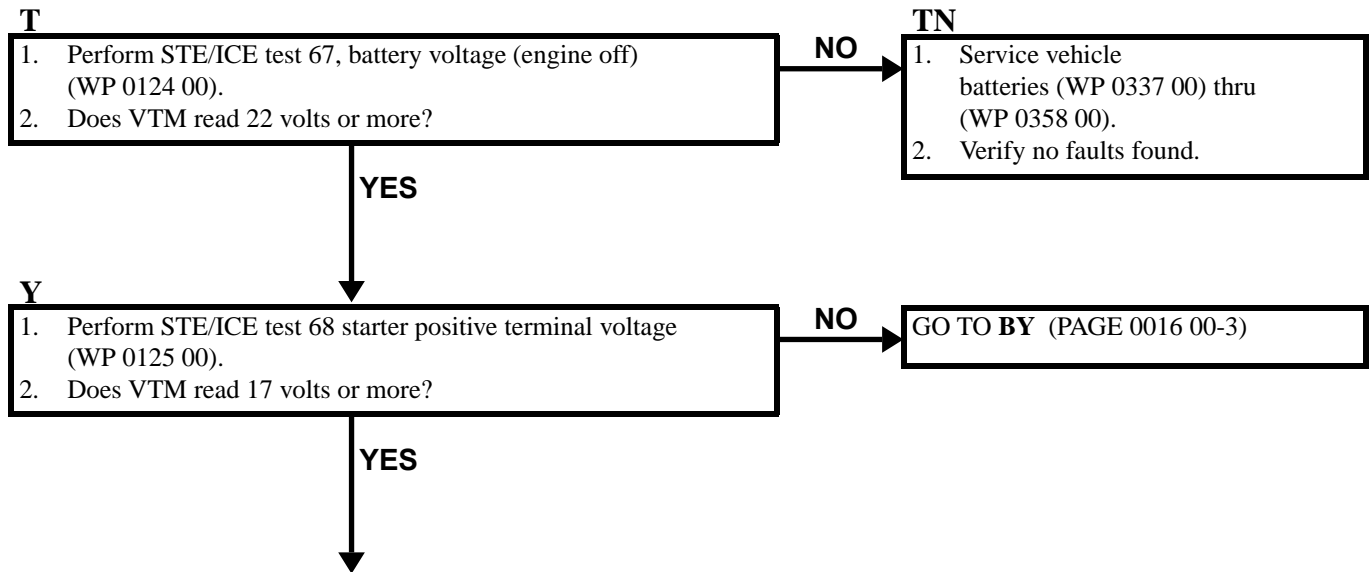 T
1. Perform STE/ICE test 67, battery voltage (engine off)
(WP 0124 00).
2. Does VTM read 22 volts or more?
NO
TN
1. Service vehicle
batteries (WP 0337 00) thru
(WP 0358 00).
2. Verify no faults found.
YES
Y
1. Perform STE/ICE test 68 starter positive terminal voltage
(WP 0125 00).
2. Does VTM read 17 volts or more?
NO
GO TO BY (PAGE 0016 00-3)
YES